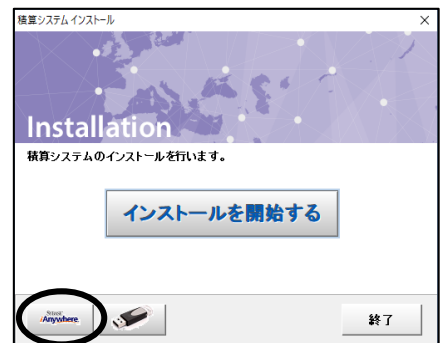 積算システム インストール
Installation
積算システムのインストールを行います。
インストールを開始する
Anywhere
終了